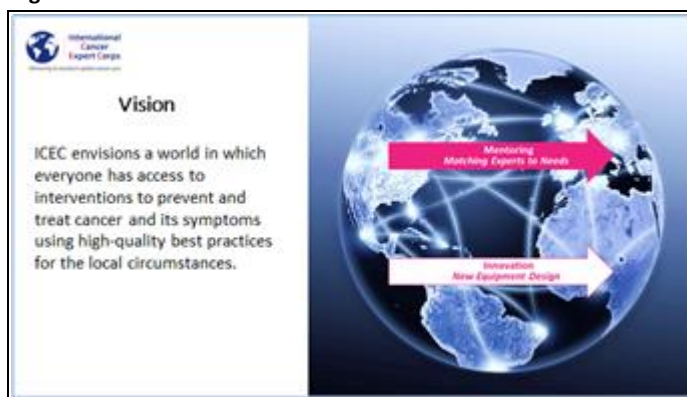 International
Cancer
Expert Corps
Vision
ICEC envisions a world in which
everyone has access to
interventions to prevent and
treat cancer and its symptoms
using high-quality best practices
for the local circumstances.
Mentoring
Matching Experts to Needs
Innovation
New Equipment Design